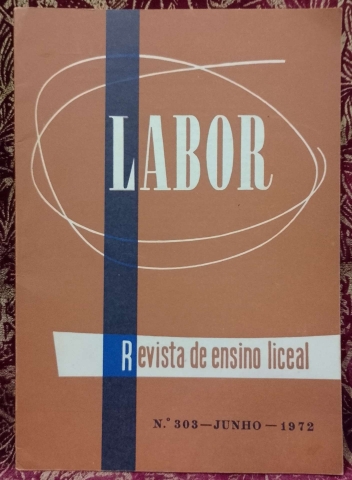 LABOR
Revista de ensino liceal
N.º 303—JUNHO—1972